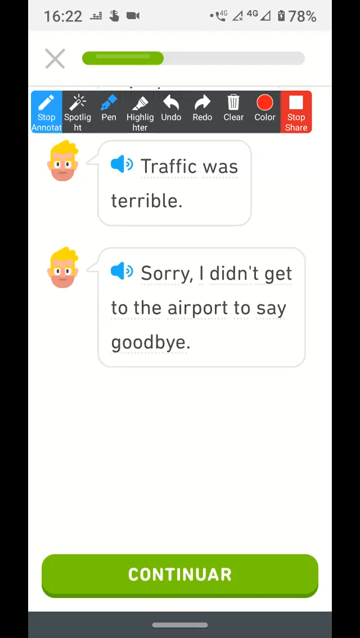 16:22 4G 4G 78%
Stop Annotat Spotlig ht Pen Highlig hter Undo Redo Clear Color Stop Share
Traffic was
terrible.
Sorry, I didn't get
to the airport to say
goodbye.
CONTINUAR